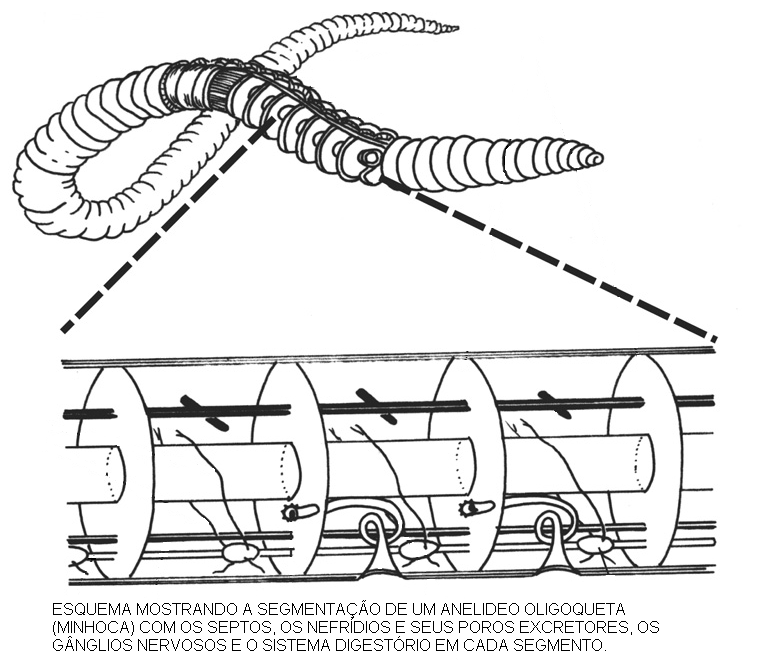 ESQUEMA MOSTRANDO A SEGMENTAÇÃO DE UM ANELIDEO OLIGOQUETA
(MINHOCA) COM OS SEPTOS, OS NEFRÍDIOS E SEUS POROS EXCRETORES, OS
GÂNGLIOS NERVOSOS E O SISTEMA DIGESTÓRIO EM CADA SEGMENTO.